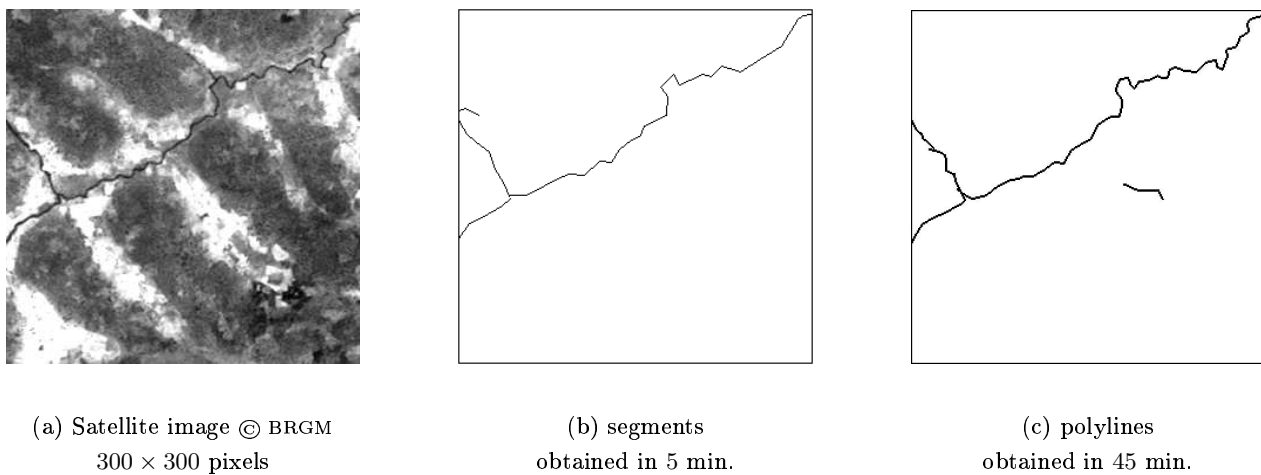 (a) Satellite image © BRGM
300 × 300 pixels
(b) segments
obtained in 5 min.
(c) polylines
obtained in 45 min.